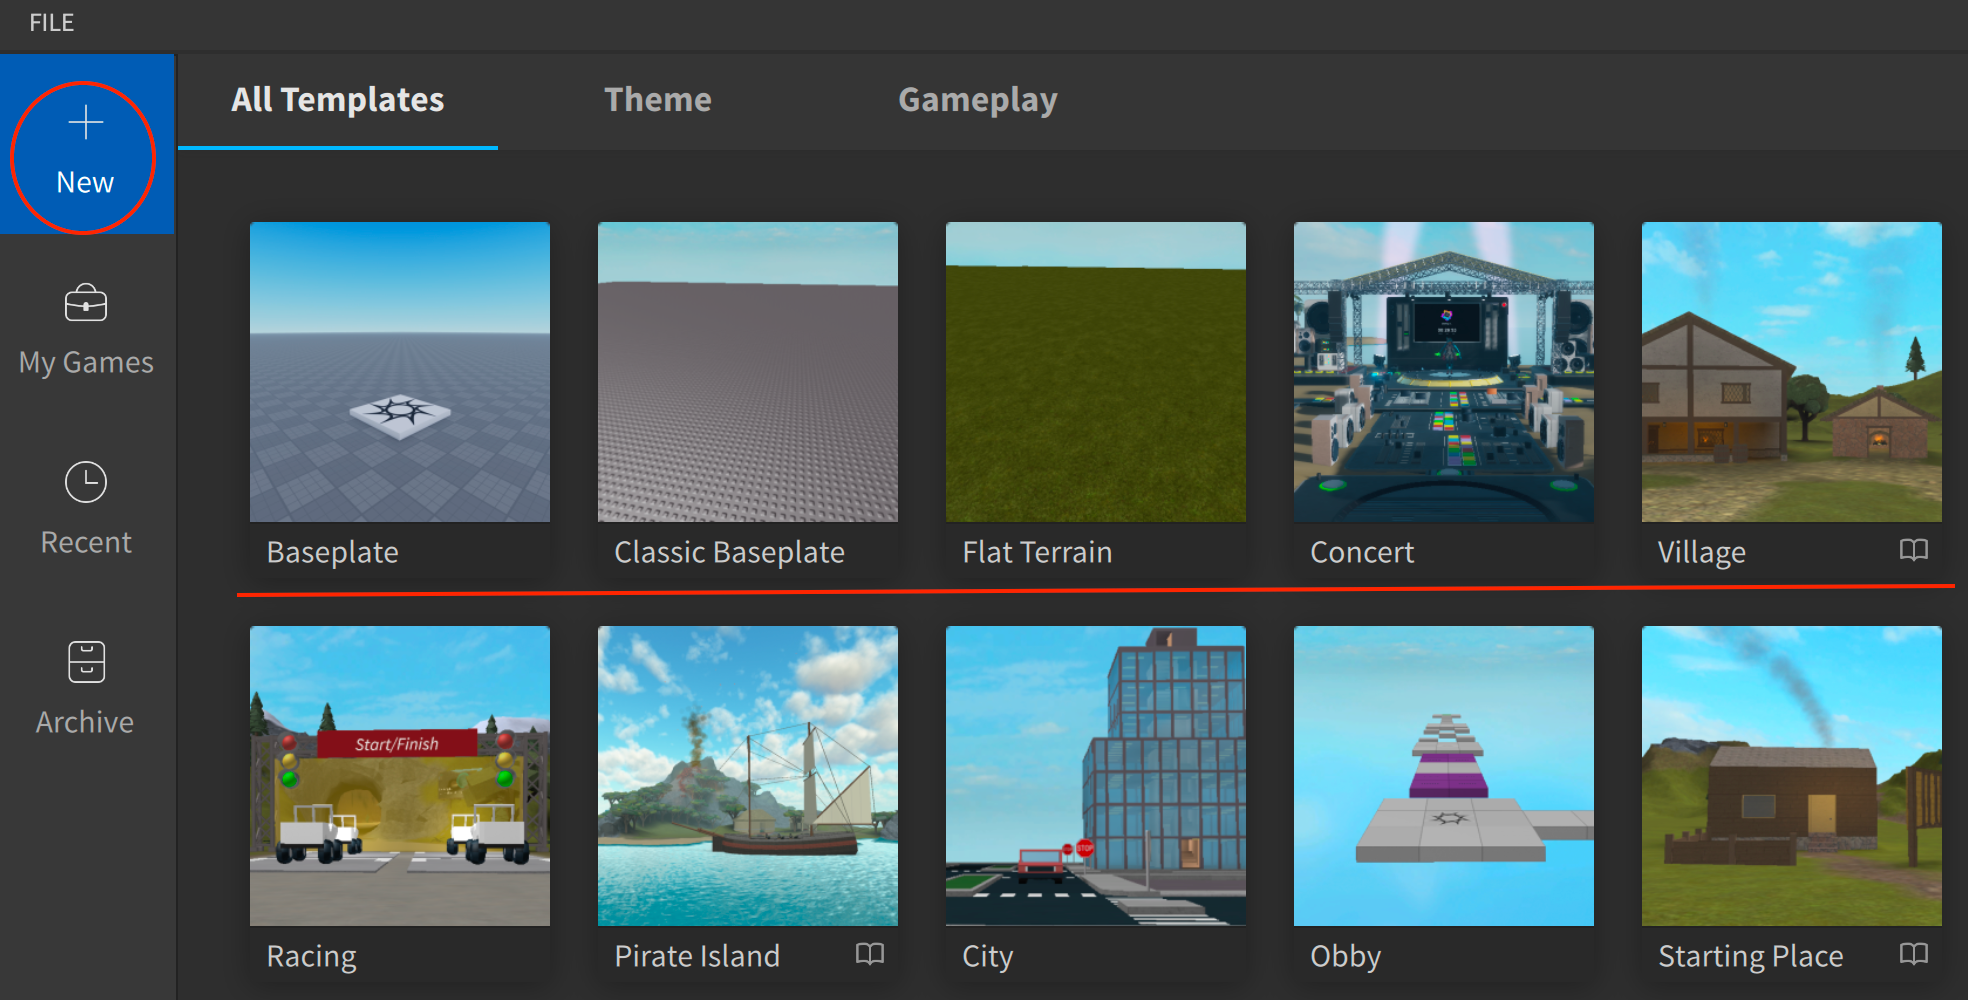 FILE
New
My Games
Recent
Archive
All Templates Theme Gameplay
Baseplate Classic Baseplate Flat Terrain Concert Village
Start/Finish
STOP
Racing Pirate Island City Obby Starting Place